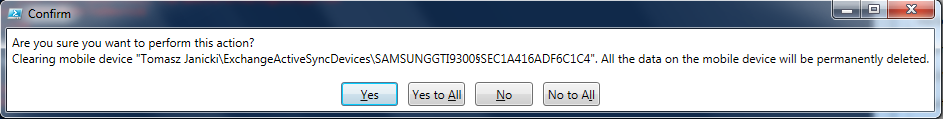 Confirm
Are you sure you want to perform this action?
Clearing mobile device "Tomasz Janicki\ExchangeActiveSyncDevices\SAMSUNGGTI9300§SEC1A416ADF6C1C4". All the data on the mobile device will be permanently deleted.
Yes
Yes to All
No
No to All